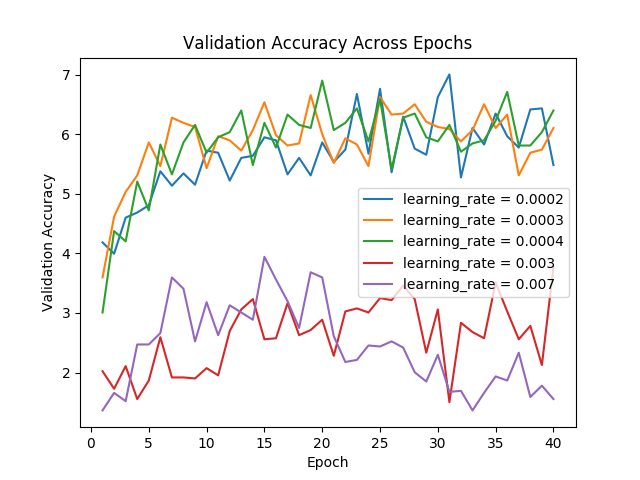 Validation Accuracy Across Epochs
7
6
5
4
3
2
Validation Accuracy
learning_rate = 0.0002
learning_rate = 0.0003
learning_rate = 0.0004
learning_rate = 0.003
learning_rate = 0.007
0 5 10 15 20 25 30 35 40
Epoch